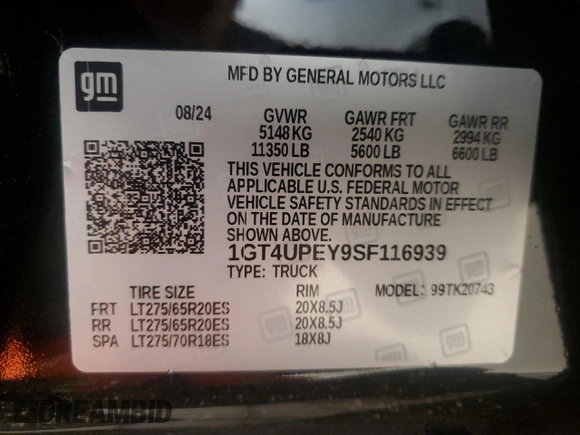 gm
MFD BY GENERAL MOTORS LLC
08/24 GVWR GAWR FRT GAWR RR
5148 KG 2540 KG 2994 KG
11350 LB 5600 LB 6600 LB
THIS VEHICLE CONFORMS TO ALL
APPLICABLE U.S. FEDERAL MOTOR
VEHICLE SAFETY STANDARDS IN EFFECT
ON THE DATE OF MANUFACTURE
SHOWN ABOVE.
1GT4UPEY9SF116939
TYPE: TRUCK
TIRE SIZE RIM MODEL: 99TK20743
FRT LT275/65R20ES 20X8.5J
RR LT275/65R20ES 20X8.5J
SPA LT275/70R18ES 18X8J
DREAMBID